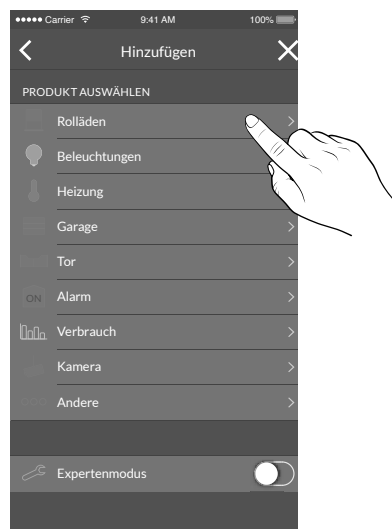 Carrier 9:41 AM 100%
Hinzufügen
PRODUKT AUSWÄHLEN
Rolläden
Beleuchtungen
Heizung
Garage
Tor
ON Alarm
Verbrauch
Kamera
Andere
Expertenmodus